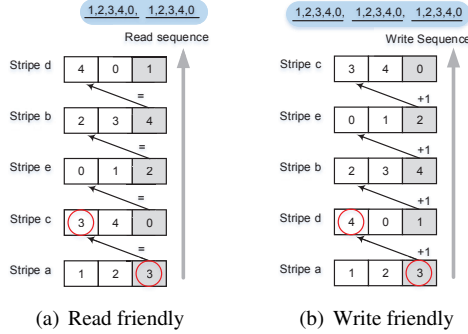 1,2,3,4,0, 1,2,3,4,0
Read sequence
Stripe d 4 0 1
=
Stripe b 2 3 4
=
Stripe e 0 1 2
=
Stripe c 3 4 0
=
Stripe a 1 2 3
(a) Read friendly
1,2,3,4,0, 1,2,3,4,0, 1,2,3,4,0
Write Sequence
Stripe c 3 4 0
+1
Stripe e 0 1 2
+1
Stripe b 2 3 4
+1
Stripe d 4 0 1
+1
Stripe a 1 2 3
(b) Write friendly